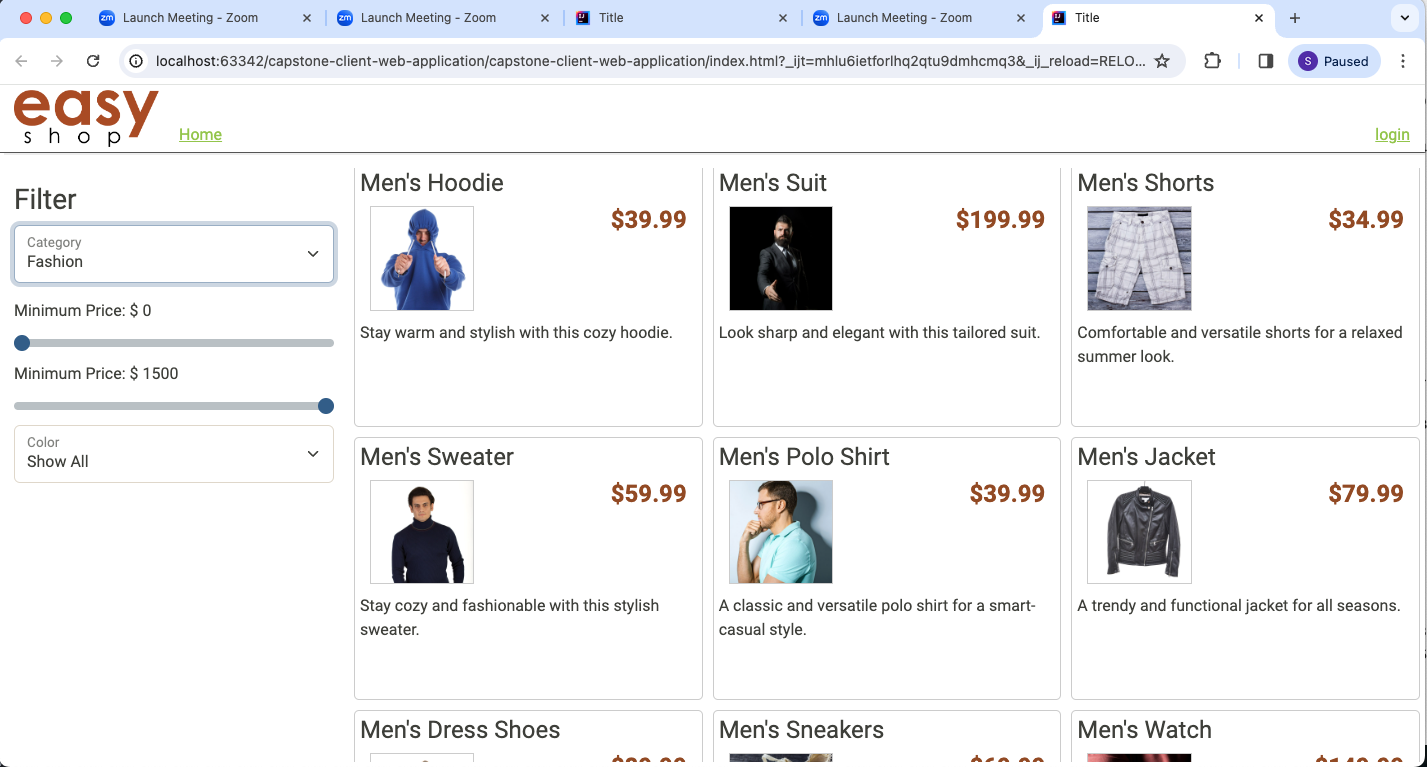 Launch Meeting - Zoom
Launch Meeting - Zoom
Title
Launch Meeting - Zoom
Title
localhost:63342/capstone-client-web-application/capstone-client-web-application/index.html?_ijt=mhlu6ietforlhq2qtu9dmhcmq3&_ij_reload=RELO...
S Paused
easy
shop
Home
login
Filter
Category
Fashion
Minimum Price: $ 0
Minimum Price: $ 1500
Color
Show All
Men's Hoodie
$39.99
Stay warm and stylish with this cozy hoodie.
Men's Suit
$199.99
Look sharp and elegant with this tailored suit.
Men's Shorts
$34.99
Comfortable and versatile shorts for a relaxed
summer look.
Men's Sweater
$59.99
Stay cozy and fashionable with this stylish
sweater.
Men's Polo Shirt
$39.99
A classic and versatile polo shirt for a smart-
casual style.
Men's Jacket
$79.99
A trendy and functional jacket for all seasons.
Men's Dress Shoes
Men's Sneakers
Men's Watch